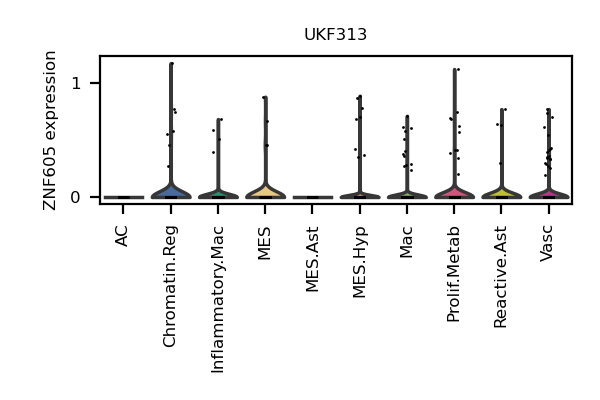 UKF313
ZNF605 expression
1
0
AC
Chromatin.Reg
Inflammatory.Mac
MES
MES.Ast
MES.Hyp
Mac
Prolif.Metab
Reactive.Ast
Vasc